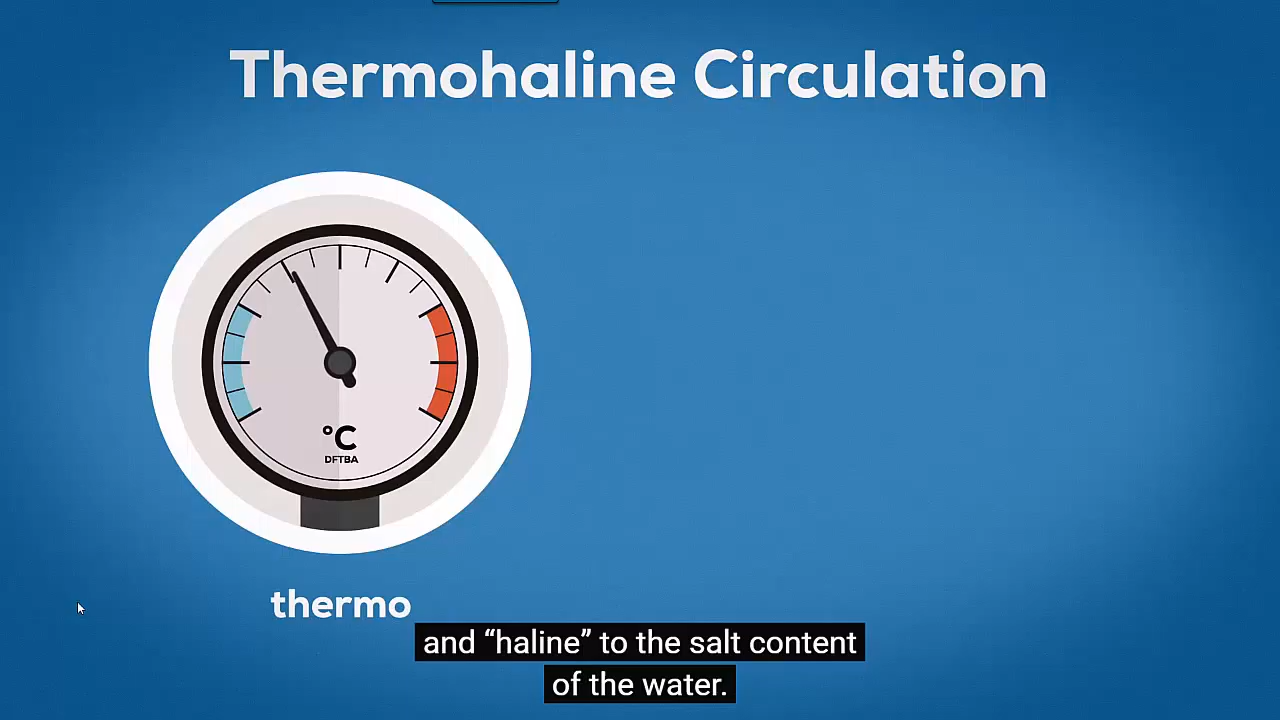 Thermohaline Circulation
°C
DFTBA
thermo
and “haline” to the salt content
of the water.